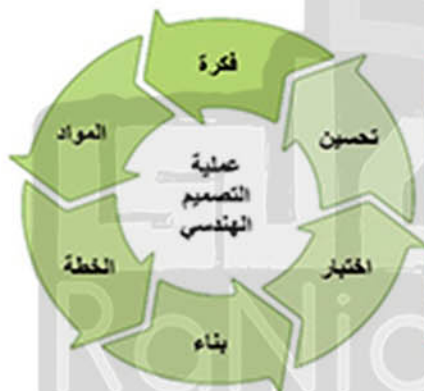 فكرة
المواد
الخطة
بناء
اختبار
تحسين
عملية
التصميم
الهندسي